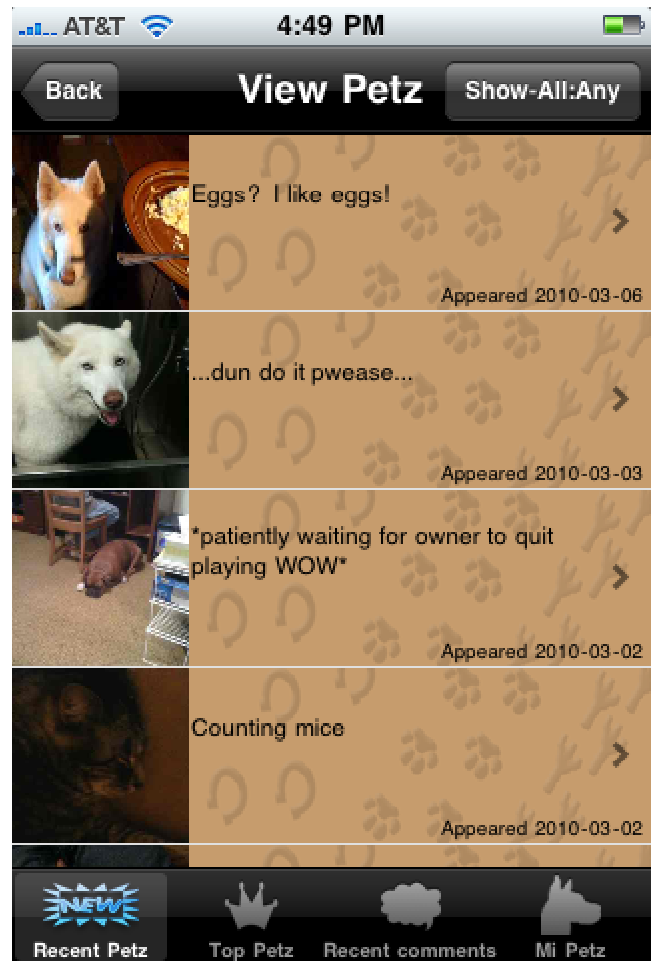 AT&T 4:49 PM
Back View Petz Show-All:Any
Eggs? I like eggs!
Appeared 2010-03-06
...dun do it pwease...
Appeared 2010-03-03
*patiently waiting for owner to quit
playing WOW*
Appeared 2010-03-02
Counting mice
Appeared 2010-03-02
NEW
Recent Petz Top Petz Recent comments Mi Petz